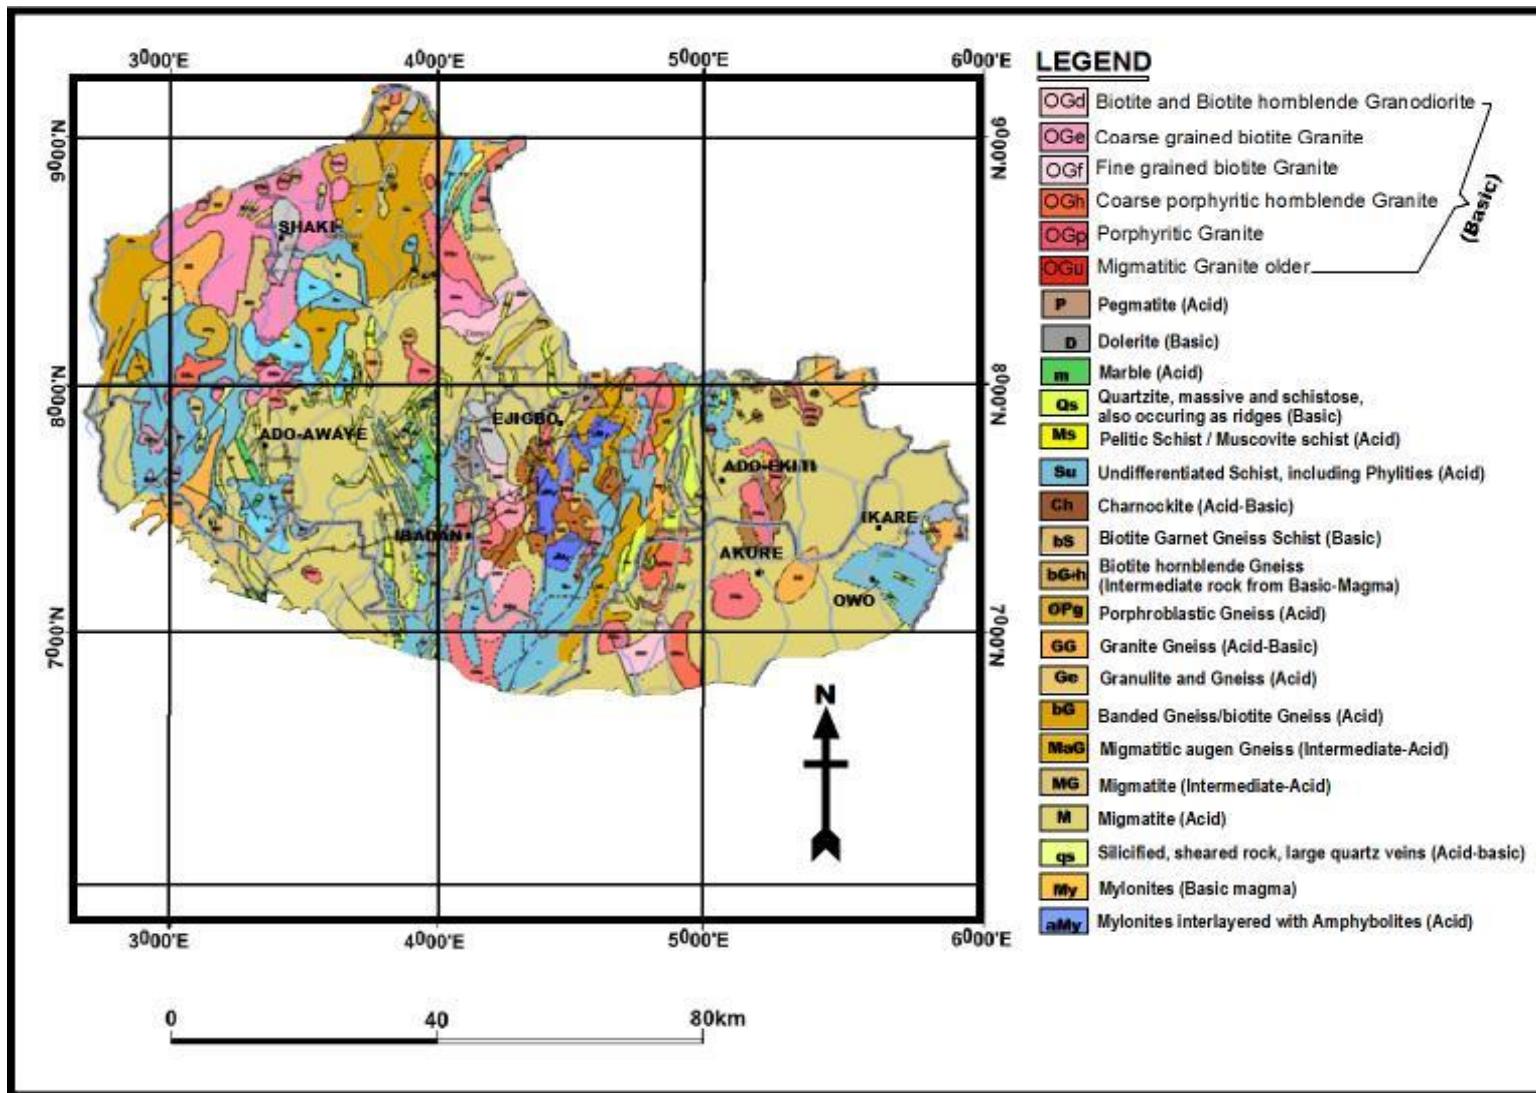 3⁰00'E 4⁰00'E 5⁰00'E 6⁰00'E
9⁰00'N
8⁰00'N
7⁰00'N
9⁰00'N
8⁰00'N
7⁰00'N
SHAKI
ADO-AWAYE
EJIGBO
ADO-EKITI
IBADAN
IKARE
AKURE
OWO
N
3⁰00'E 4⁰00'E 5⁰00'E 6⁰00'E
0 40 80km
LEGEND
OGd Biotite and Biotite homblende Granodiorite
OGe Coarse grained biotite Granite
OGf Fine grained biotite Granite
OGh Coarse porphyritic homblende Granite
OGp Porphyritic Granite
OGu Migmatitic Granite older
(Basic)
P Pegmatite (Acid)
D Dolerite (Basic)
m Marble (Acid)
Qs Quartzite, massive and schistose,
also occuring as ridges (Basic)
Ms Pelitic Schist / Muscovite schist (Acid)
Su Undifferentiated Schist, including Phylities (Acid)
Ch Charnockite (Acid-Basic)
bS Biotite Garnet Gneiss Schist (Basic)
bG+h Biotite hornblende Gneiss
(Intermediate rock from Basic-Magma)
OPg Porphroblastic Gneiss (Acid)
GG Granite Gneiss (Acid-Basic)
Ge Granulite and Gneiss (Acid)
bG Banded Gneiss/biotite Gneiss (Acid)
MaG Migmatitic augen Gneiss (Intermediate-Acid)
MG Migmatite (Intermediate-Acid)
M Migmatite (Acid)
qs Silicified, sheared rock, large quartz veins (Acid-basic)
My Mylonites (Basic magma)
aMy Mylonites interlayered with Amphybolites (Acid)